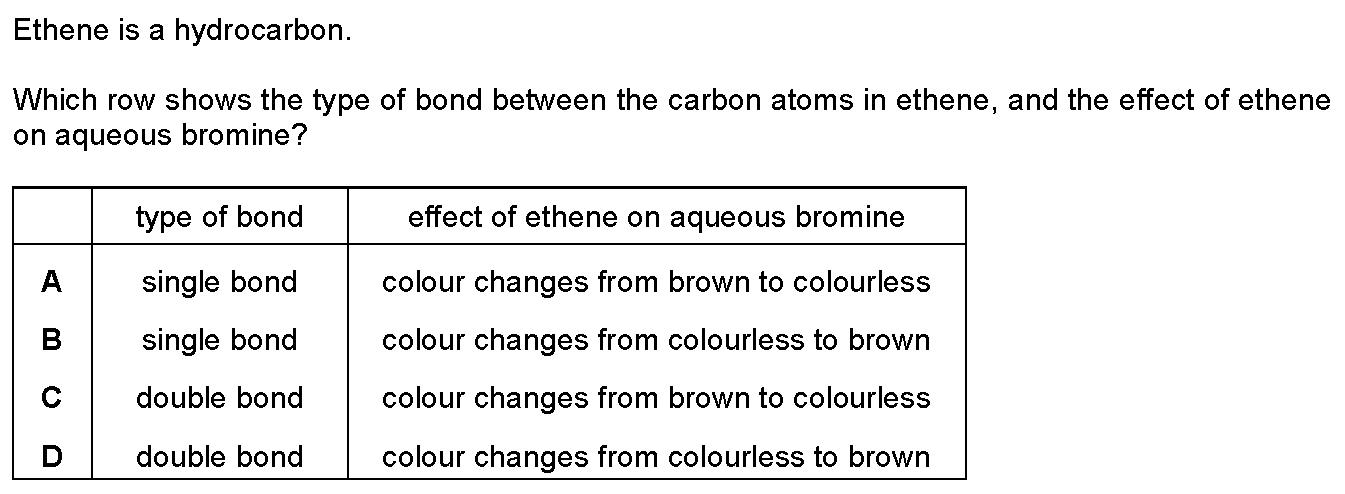 Ethene is a hydrocarbon.
Which row shows the type of bond between the carbon atoms in ethene, and the effect of ethene
on aqueous bromine?
type of bond effect of ethene on aqueous bromine
A single bond colour changes from brown to colourless
B single bond colour changes from colourless to brown
C double bond colour changes from brown to colourless
D double bond colour changes from colourless to brown